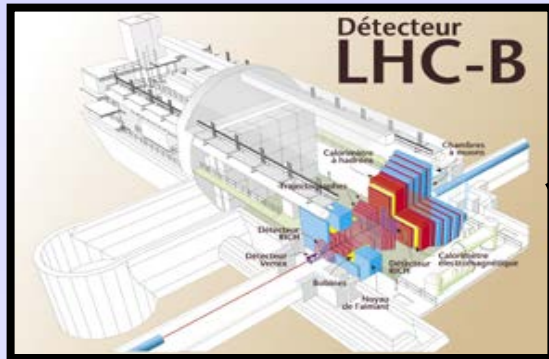 Détecteur
LHC-B
Chambres
à muons
Calorimètre
à hadrons
Trajectographes
Détecteur
RICH
Détecteur
Vertex
Bobines
Noyau
de l'aimant
Détecteur
RICH
Calorimètre
électromagnétique